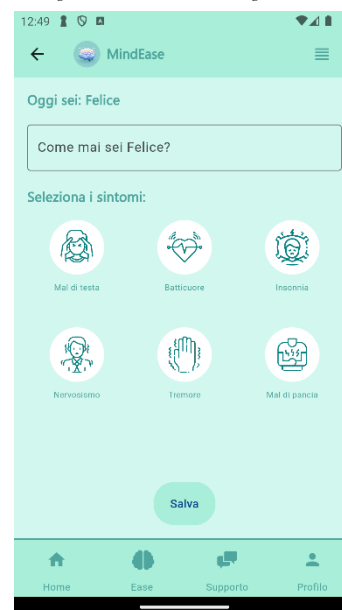 12:49
MindEase
Oggi sei: Felice
Come mai sei Felice?
Seleziona i sintomi:
Mal di testa
Batticuore
Insonnia
Nervosismo
Tremore
Mal di pancia
Salva
Home
Ease
Supporto
Profilo